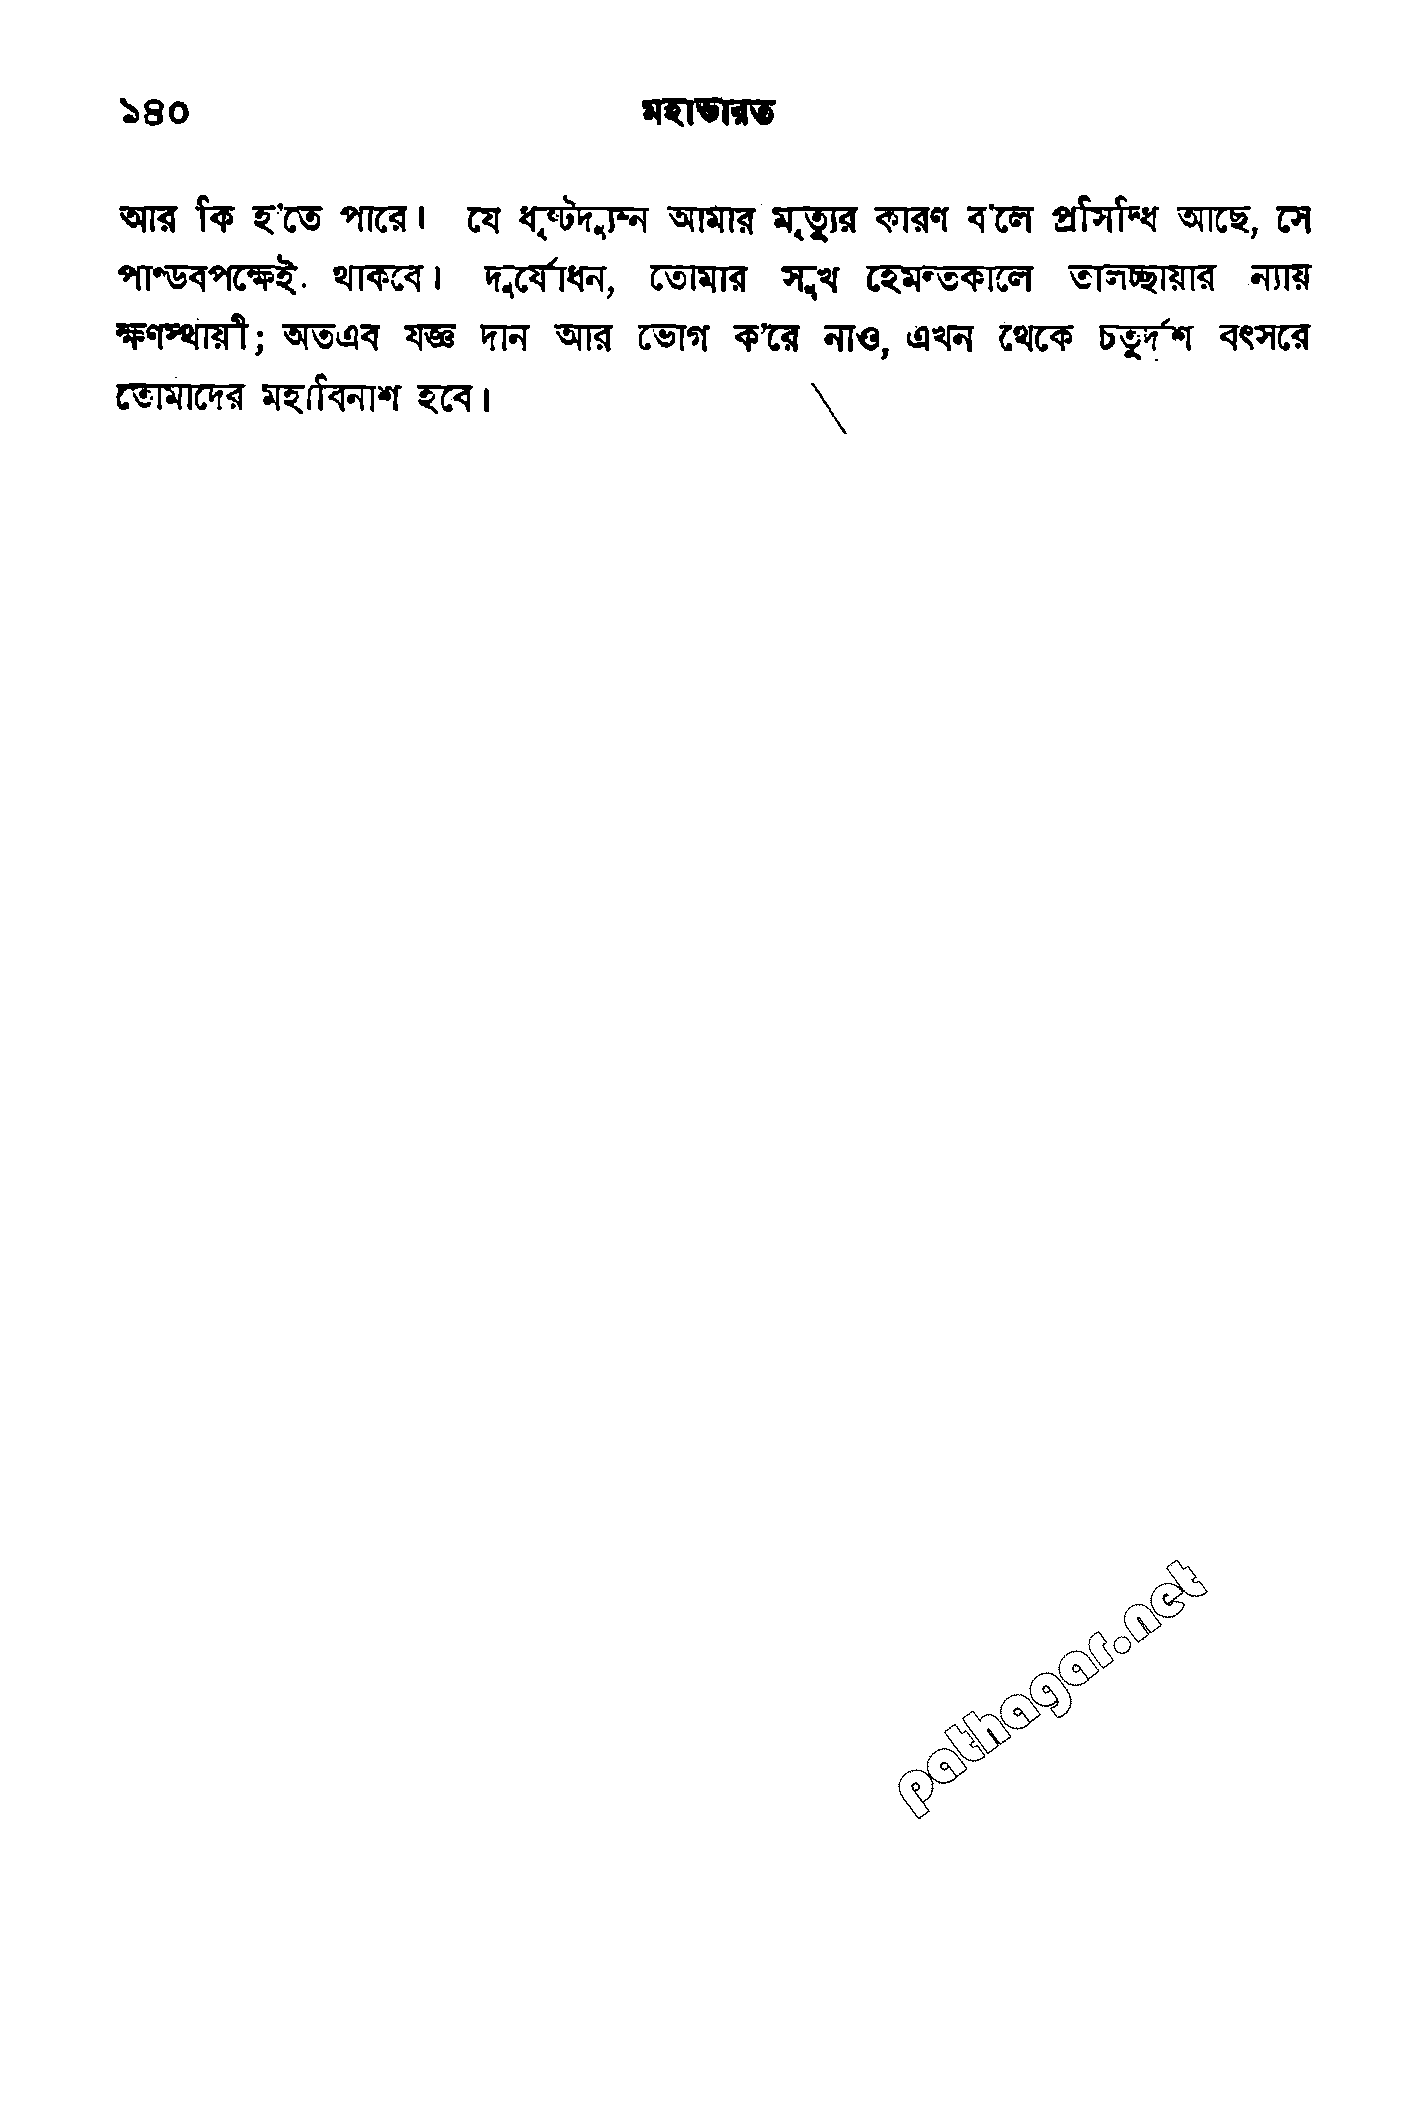 ১৪০ মহাভারত
আর কি হ'তে পারে। যে ধৃষ্টদ্যুম্ন আমার মৃত্যুর কারণ ব'লে প্রসিদ্ধি আছে, সে
পাণ্ডবপক্ষেই থাকবে। দুর্যোধন, তোমার সুখ হেমন্তকালে তালচ্ছায়ার ন্যায়
ক্ষণস্থায়ী; অতএব যজ্ঞ দান আর ভোগ ক'রে নাও, এখন থেকে চতুর্দশ বৎসরে
তোমাদের মহাবিনাশ হবে।
pathagar.net